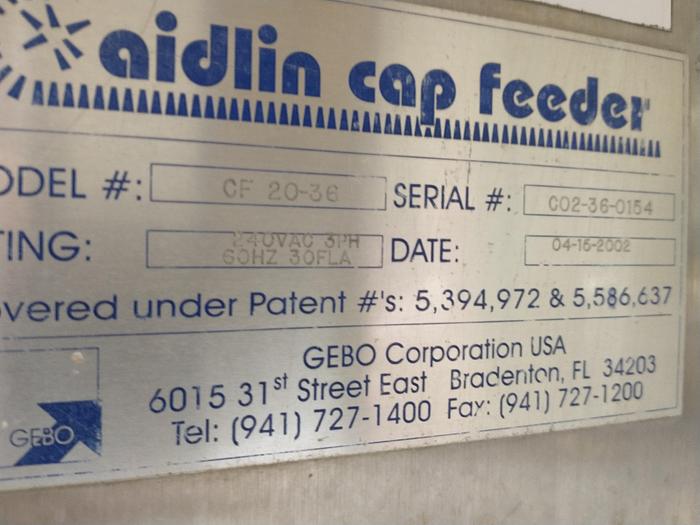 aidlin cap feeder
ODEL #: CF 20-36 SERIAL #: C02-36-0154
TING: 240VAC 3PH
60HZ 30FLA DATE: 04-16-2002
overed under Patent #'s: 5,394,972 & 5,586,637
GEBO Corporation USA
6015 31st Street East Bradenton, FL 34203
Tel: (941) 727-1400 Fax: (941) 727-1200
GEBO